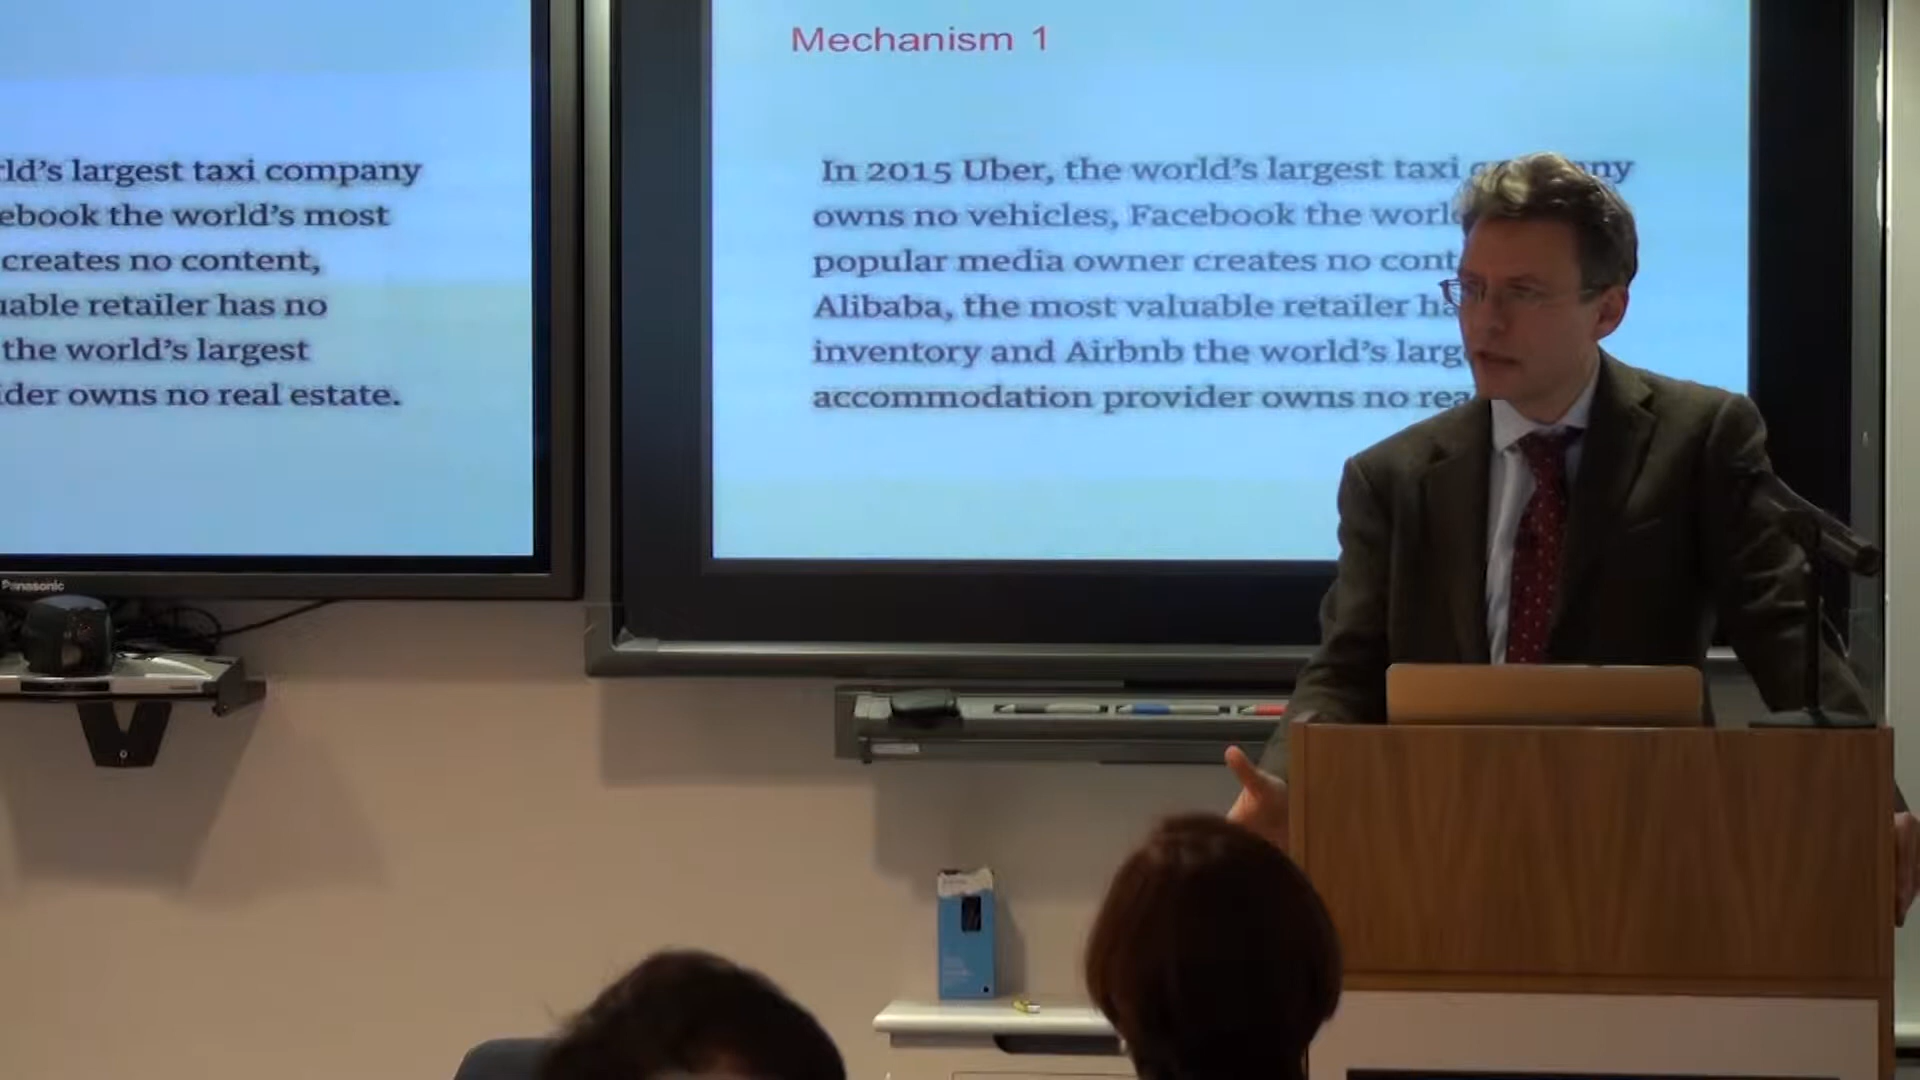 rld's largest taxi company
ebook the world's most
creates no content,
uable retailer has no
the world's largest
ider owns no real estate.
Panasonic
Mechanism 1
In 2015 Uber, the world's largest taxi ny
owns no vehicles, Facebook the worl
popular media owner creates no cont
Alibaba, the most valuable retailer ha
inventory and Airbnb the world's larg
accommodation provider owns no rea